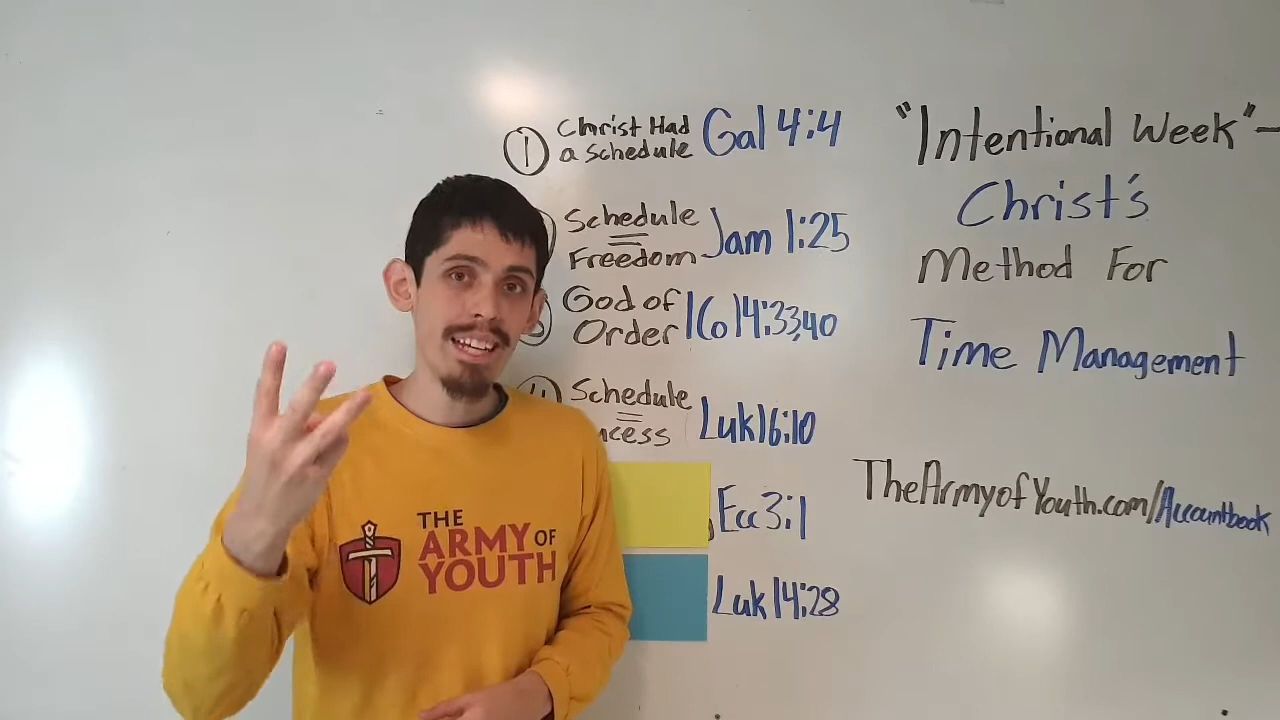 ① Christ Had
a Schedule
Gal 4:4
Schedule
=
Freedom
Jam 1:25
God of
Order
1Co 14:33,40
Schedule
=
Luk 16:10
Ecc 3:1
Luk 14:28
"Intentional Week" -
Christ's
Method For
Time Management
TheArmyofYouth.com/Accountbook
THE
ARMY OF
YOUTH